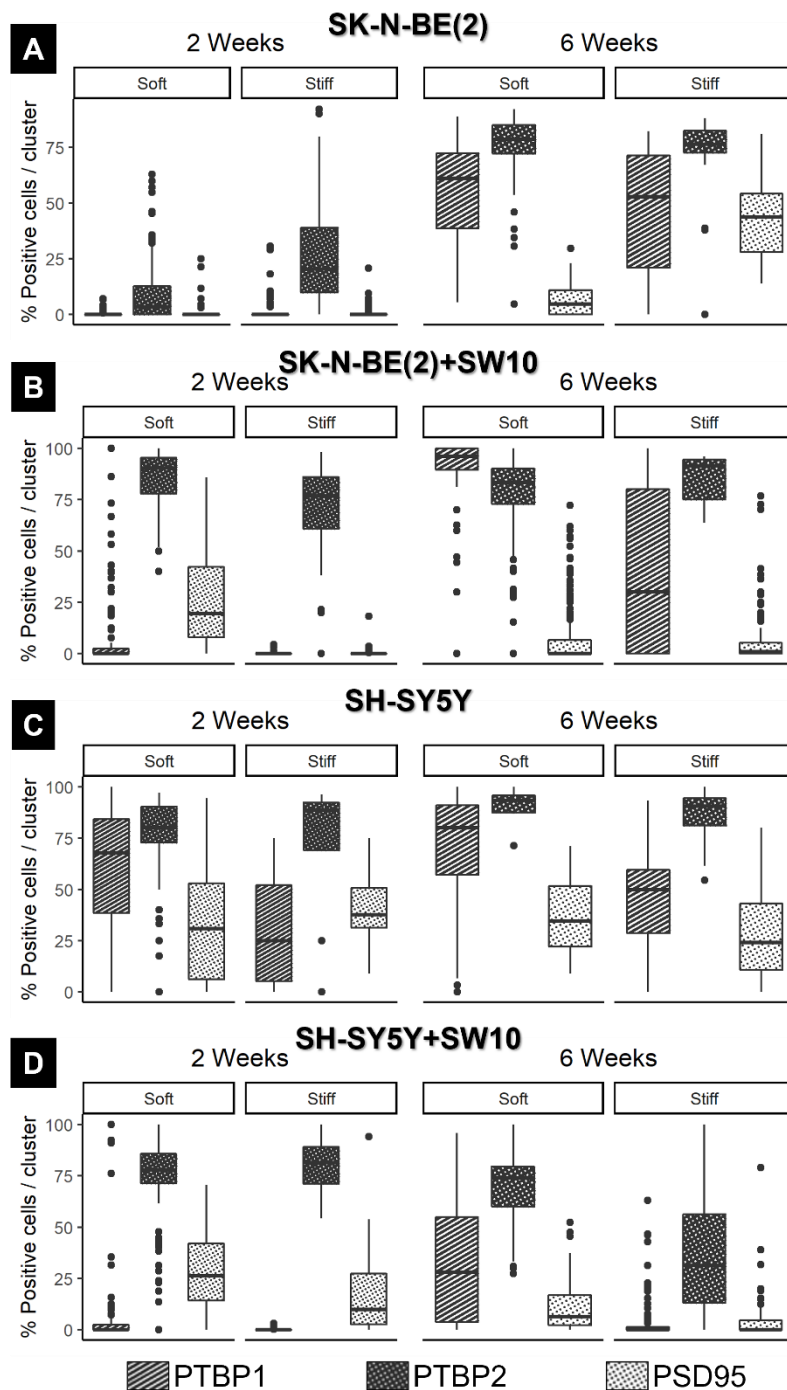 SK-N-BE(2)
A
2 Weeks
6 Weeks
Soft
Stiff
Soft
Stiff
% Positive cells / cluster
75
50
25
0
SK-N-BE(2)+SW10
B
2 Weeks
6 Weeks
Soft
Stiff
Soft
Stiff
% Positive cells / cluster
100
75
50
25
0
SH-SY5Y
C
2 Weeks
6 Weeks
Soft
Stiff
Soft
Stiff
% Positive cells / cluster
100
75
50
25
0
SH-SY5Y+SW10
D
2 Weeks
6 Weeks
Soft
Stiff
Soft
Stiff
% Positive cells / cluster
100
75
50
25
0
PTBP1 PTBP2 PSD95